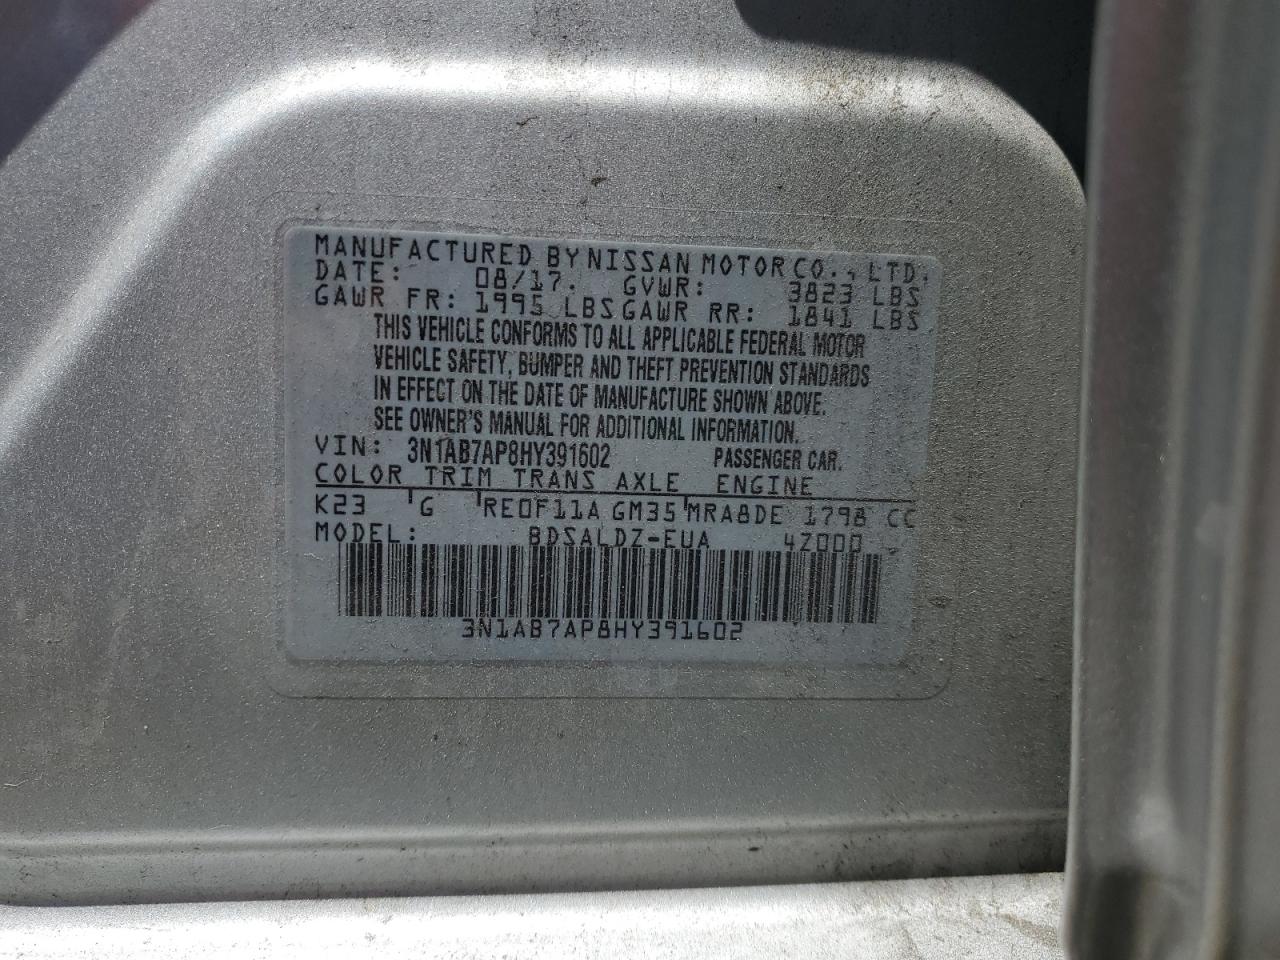 MANUFACTURED BY NISSAN MOTOR CO., LTD.
DATE: 08/17. GVWR: 3823 LBS
GAWR FR: 1995 LBS GAWR RR: 1841 LBS
THIS VEHICLE CONFORMS TO ALL APPLICABLE FEDERAL MOTOR
VEHICLE SAFETY, BUMPER AND THEFT PREVENTION STANDARDS
IN EFFECT ON THE DATE OF MANUFACTURE SHOWN ABOVE.
SEE OWNER'S MANUAL FOR ADDITIONAL INFORMATION.
VIN: 3N1AB7AP8HY391602 PASSENGER CAR.
COLOR TRIM TRANS AXLE ENGINE
K23 G RE0F11A GM35 MRA8DE 1798 CC
MODEL: BDSALDZ-EUA 4Z000
3N1AB7AP8HY391602